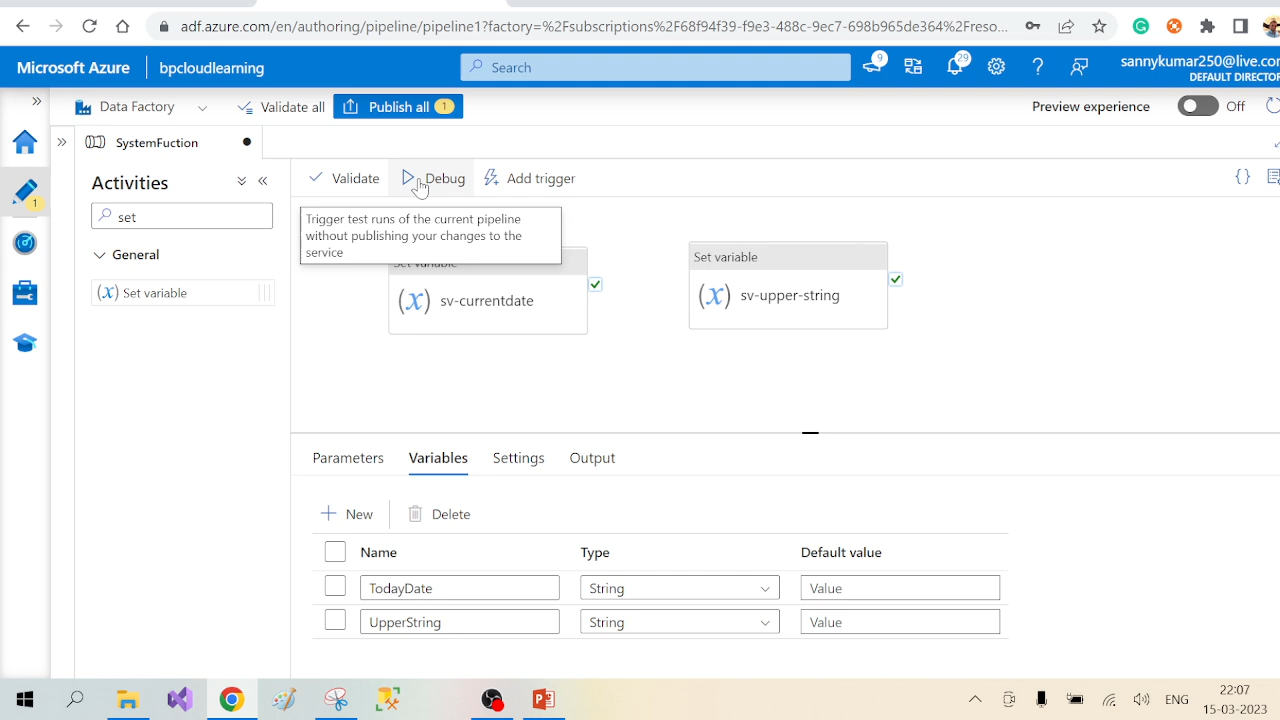 adf.azure.com/en/authoring/pipeline/pipeline1?factory=%2Fsubscriptions%2F68f94f39-f9e3-488c-9ec7-698b965de364%2Freso...
Microsoft Azure
bpcloudlearning
Search
9
29
sannykumar250@live.com
DEFAULT DIRECTOR
Data Factory
Validate all
Publish all
1
Preview experience
Off
SystemFuction
Activities
Validate
Debug
Add trigger
{}
1
set
Trigger test runs of the current pipeline
without publishing your changes to the
service
General
Set variable
(x) Set variable
(x) sv-currentdate
Set variable
(x) sv-upper-string
Parameters
Variables
Settings
Output
New
Delete
Name
Type
Default value
TodayDate
String
Value
UpperString
String
Value
ENG
22:07
15-03-2023